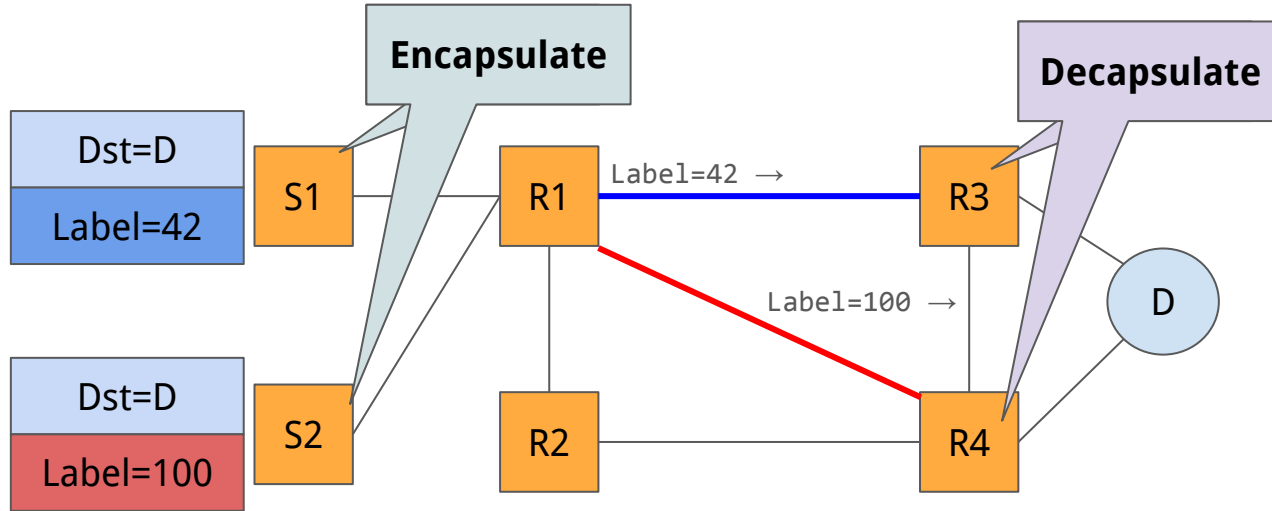 Encapsulate
Decapsulate
Dst=D
Label=42
S1
R1
Label=42 →
R3
Label=100 →
D
Dst=D
Label=100
S2
R2
R4